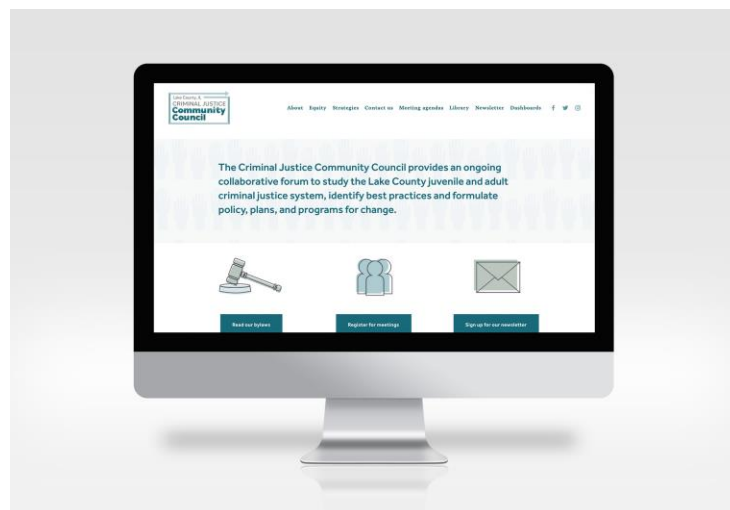 Lake County, IL
CRIMINAL JUSTICE
Community
Council
About Equity Strategies Contact us Meeting agendas Library Newsletter Dashboards
The Criminal Justice Community Council provides an ongoing
collaborative forum to study the Lake County juvenile and adult
criminal justice system, identify best practices and formulate
policy, plans, and programs for change.
Read our bylaws
Register for meetings
Sign up for our newsletter